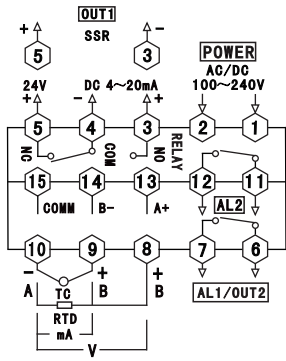 OUT1
+ SSR -
5 3 POWER
AC/DC
24V DC 4～20mA 100～240V
+ - +
5 4 3 2 1
NC COM NO RELAY
15 14 13 12 11
COMM B- A+ AL2
10 9 8 7 6
- + +
A TC B B
RTD AL1/OUT2
mA
V